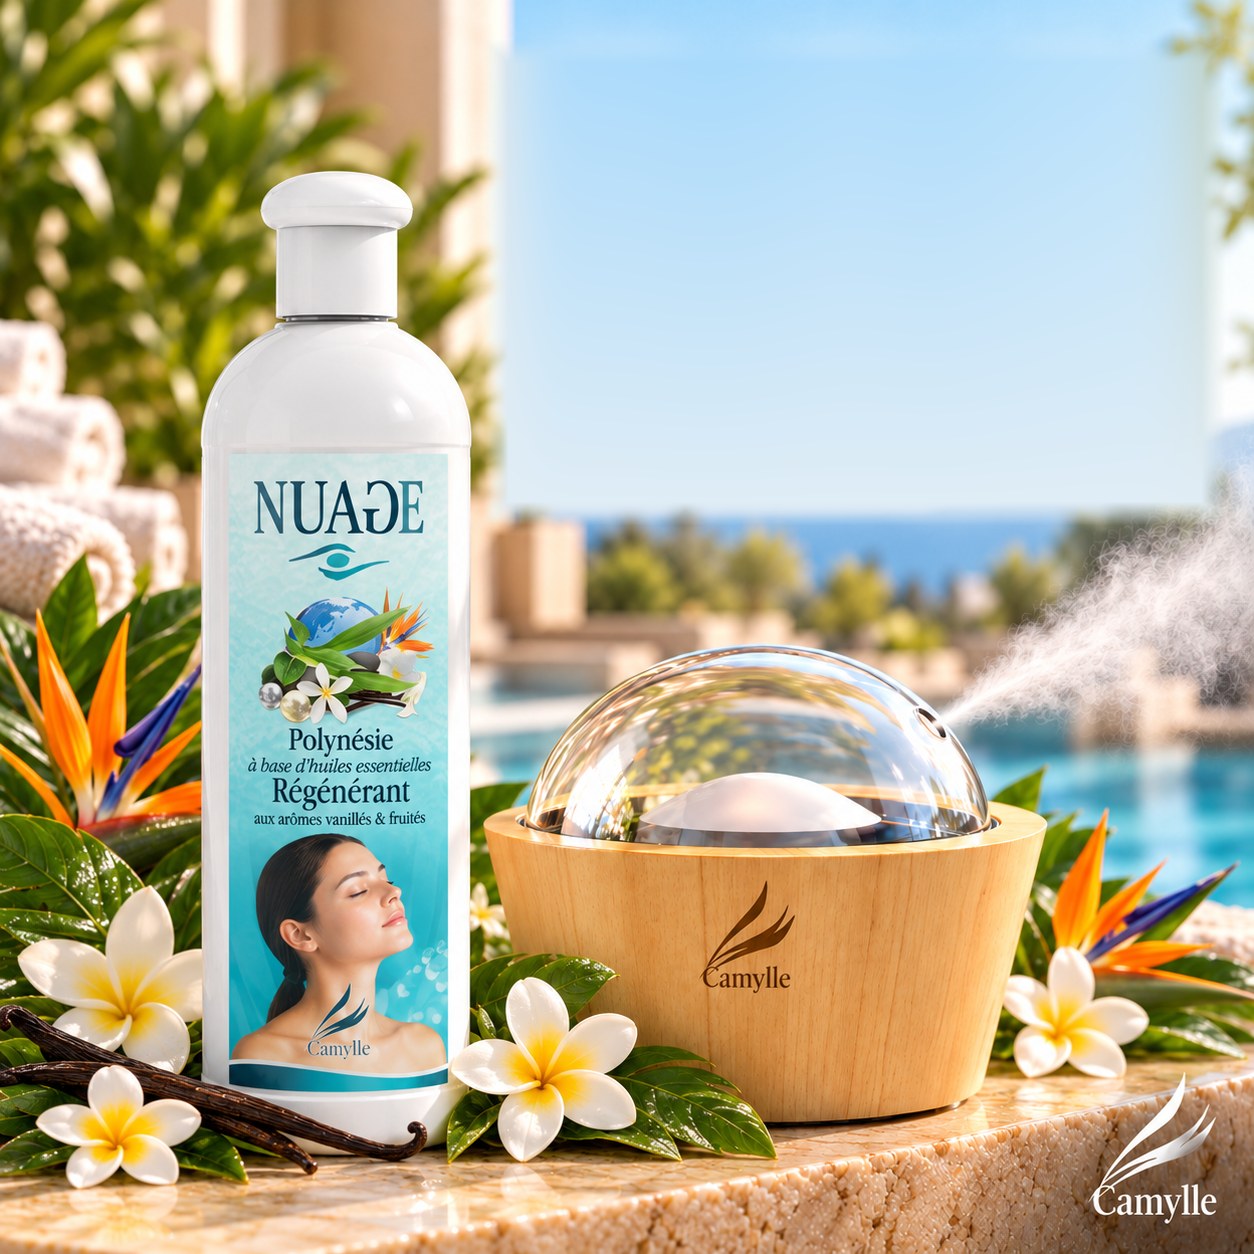 NUAGE
Polynésie
à base d'huiles essentielles
Régénérant
aux arômes vanillés & fruités
Camylle
Camylle
Camylle